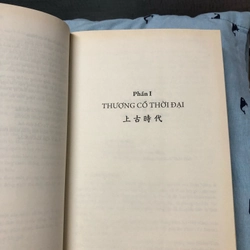 Phần I
THƯỢNG CỔ THỜI ĐẠI
上古時代